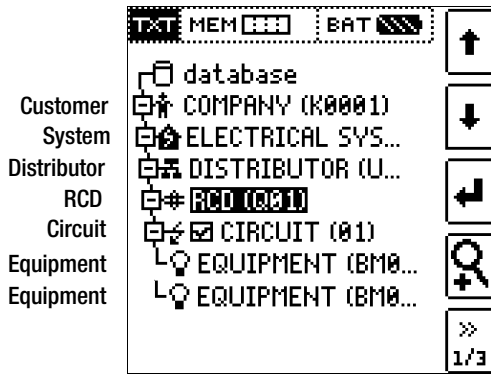 TXT MEM BAT
database
Customer COMPANY (K0001)
System ELECTRICAL SYS...
Distributor DISTRIBUTOR (U...
RCD RCD (Q01)
Circuit CIRCUIT (01)
Equipment EQUIPMENT (BM0...
Equipment EQUIPMENT (BM0...
>>
1/3